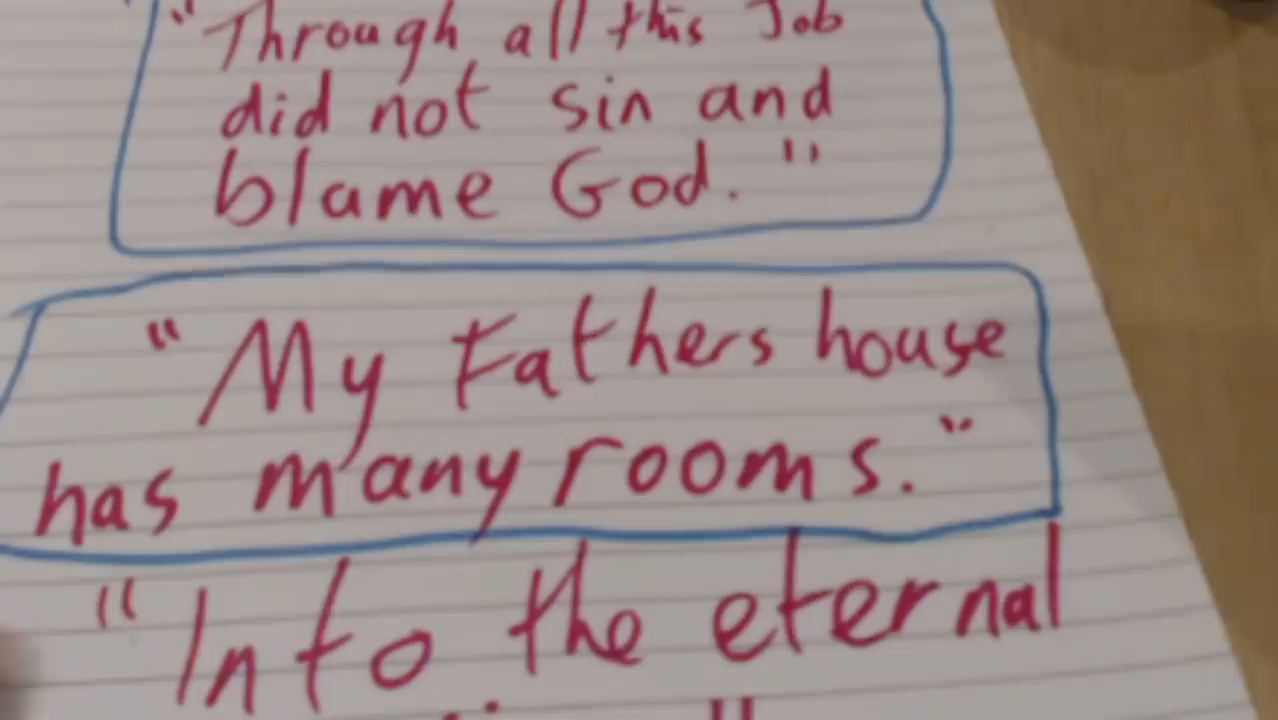 "Through all this Job
did not sin and
blame God."
"My Fathers house
has many rooms."
"Into the eternal